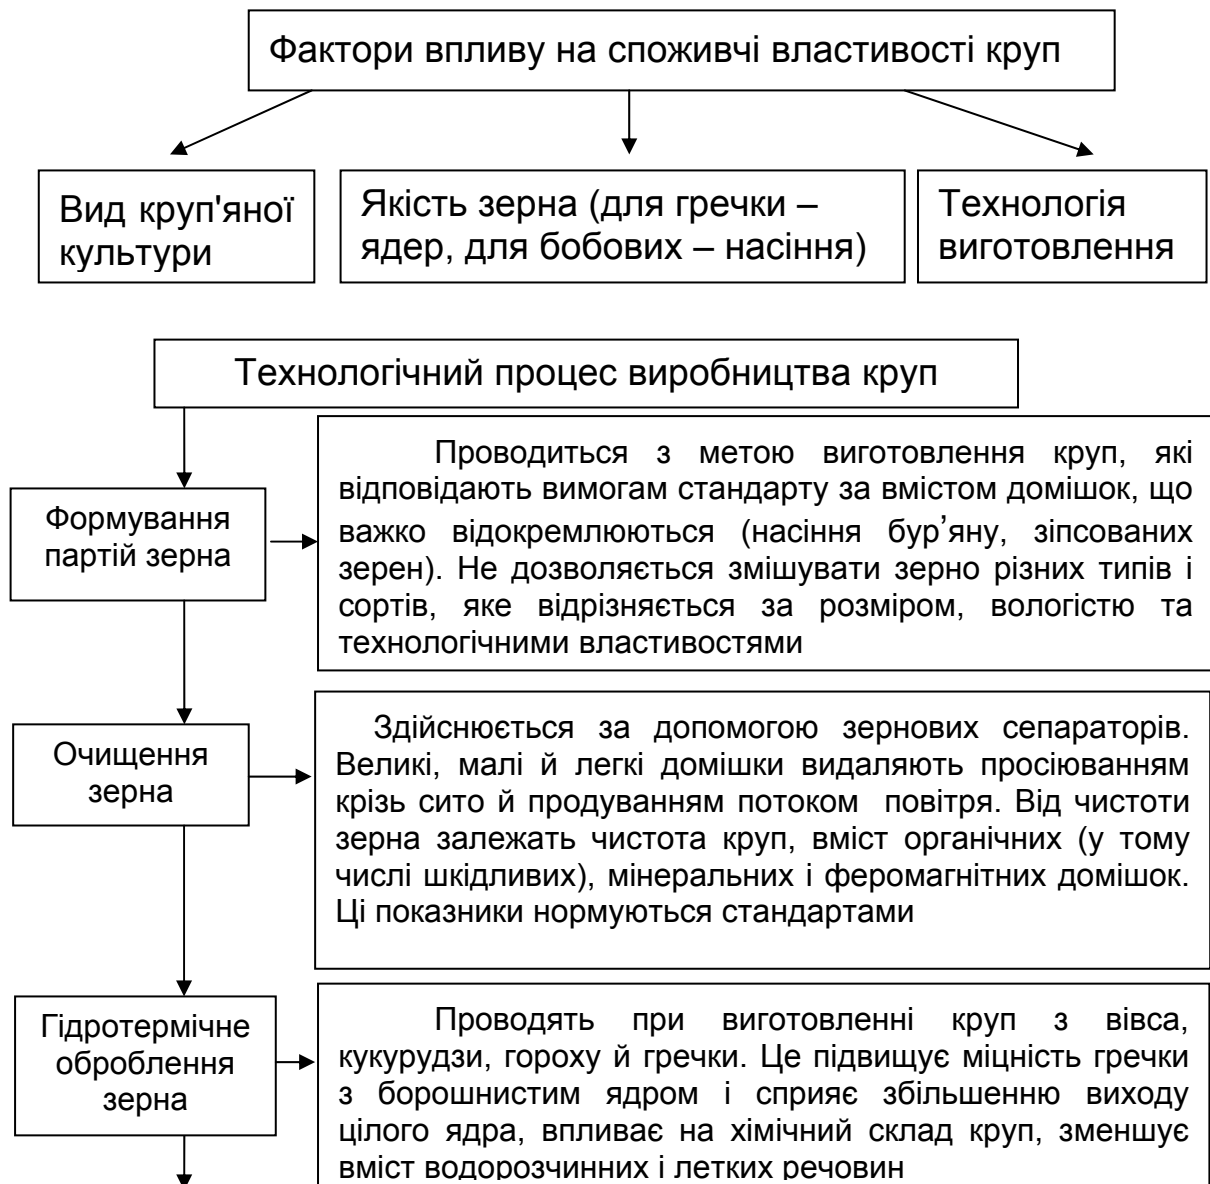 Фактори впливу на споживчі властивості круп
Вид круп'яної
культури
Якість зерна (для гречки –
ядер, для бобових – насіння)
Технологія
виготовлення
Технологічний процес виробництва круп
Формування
партій зерна
Проводиться з метою виготовлення круп, які
відповідають вимогам стандарту за вмістом домішок, що
важко відокремлюються (насіння бур’яну, зіпсованих
зерен). Не дозволяється змішувати зерно різних типів і
сортів, яке відрізняється за розміром, вологістю та
технологічними властивостями
Очищення
зерна
Здійснюється за допомогою зернових сепараторів.
Великі, малі й легкі домішки видаляють просіюванням
крізь сито й продуванням потоком повітря. Від чистоти
зерна залежать чистота круп, вміст органічних (у тому
числі шкідливих), мінеральних і феромагнітних домішок.
Ці показники нормуються стандартами
Гідротермічне
оброблення
зерна
Проводять при виготовленні круп з вівса,
кукурудзи, гороху й гречки. Це підвищує міцність гречки
з борошнистим ядром і сприяє збільшенню виходу
цілого ядра, впливає на хімічний склад круп, зменшує
вміст водорозчинних і летких речовин